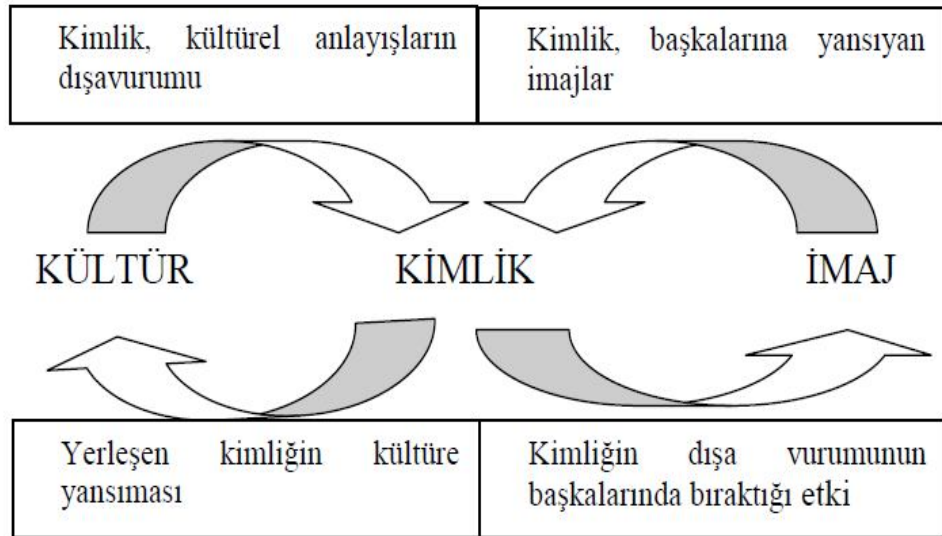 Kimlik, kültürel anlayışların
dışavurumu
Kimlik, başkalarına yansıyan
imajlar
KÜLTÜR
KİMLİK
İMAJ
Yerleşen kimliğin kültüre
yansıması
Kimliğin dışa vurumunun
başkalarında bıraktığı etki